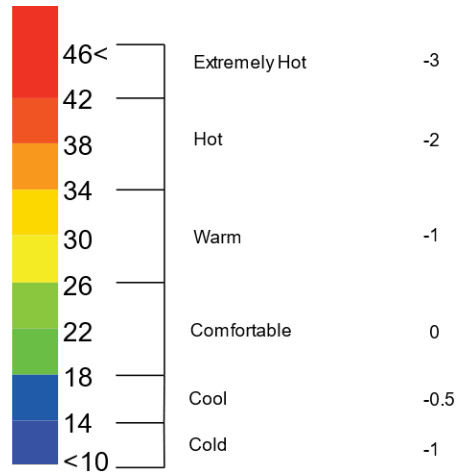 46<
Extremely Hot -3
42
38
Hot -2
34
30
Warm -1
26
22
Comfortable 0
18
Cool -0.5
14
Cold -1
<10